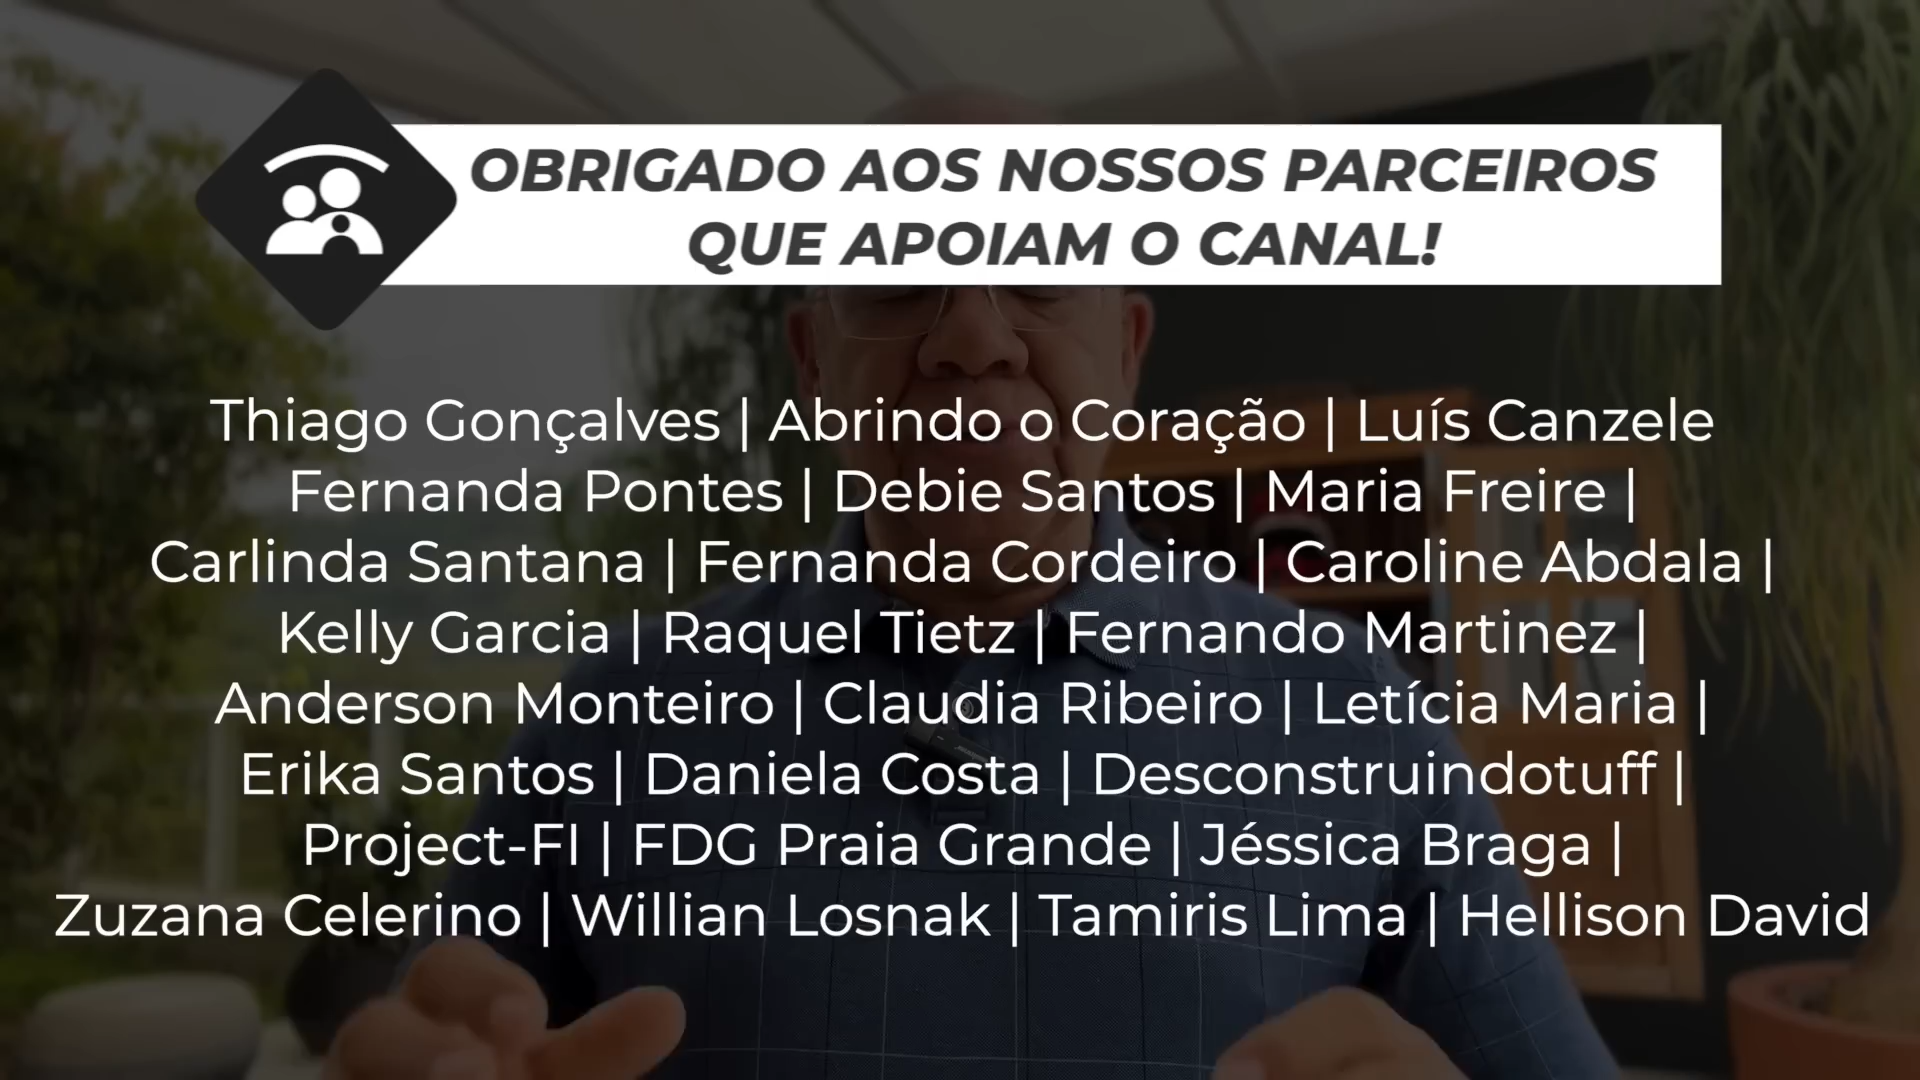 OBRIGADO AOS NOSSOS PARCEIROS
QUE APOIAM O CANAL!
Thiago Gonçalves | Abrindo o Coração | Luís Canzele
Fernanda Pontes | Debie Santos | Maria Freire |
Carlinda Santana | Fernanda Cordeiro | Caroline Abdala |
Kelly Garcia | Raquel Tietz | Fernando Martinez |
Anderson Monteiro | Claudia Ribeiro | Letícia Maria |
Erika Santos | Daniela Costa | Desconstruindotuff |
Project-FI | FDG Praia Grande | Jéssica Braga |
Zuzana Celerino | Willian Losnak | Tamiris Lima | Hellison David